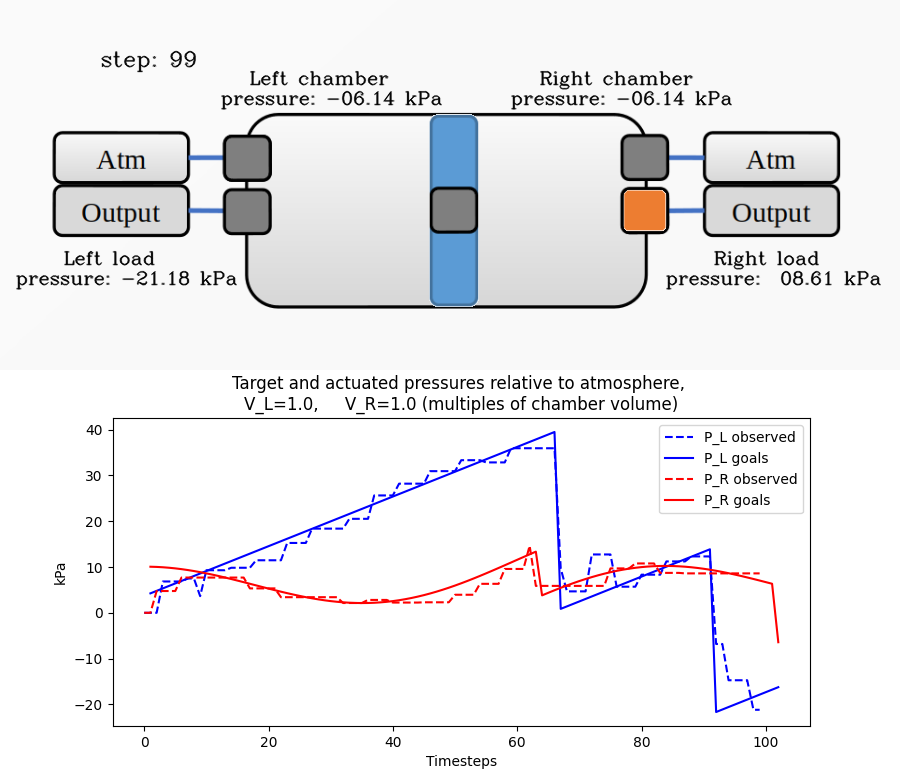 step: 99
Left chamber
pressure: −06.14 kPa
Right chamber
pressure: −06.14 kPa
Atm
Output
Atm
Output
Left load
pressure: −21.18 kPa
Right load
pressure:  08.61 kPa
Target and actuated pressures relative to atmosphere,
V_L=1.0,     V_R=1.0 (multiples of chamber volume)
P_L observed
P_L goals
P_R observed
P_R goals
kPa
40
30
20
10
0
−10
−20
0 20 40 60 80 100
Timesteps